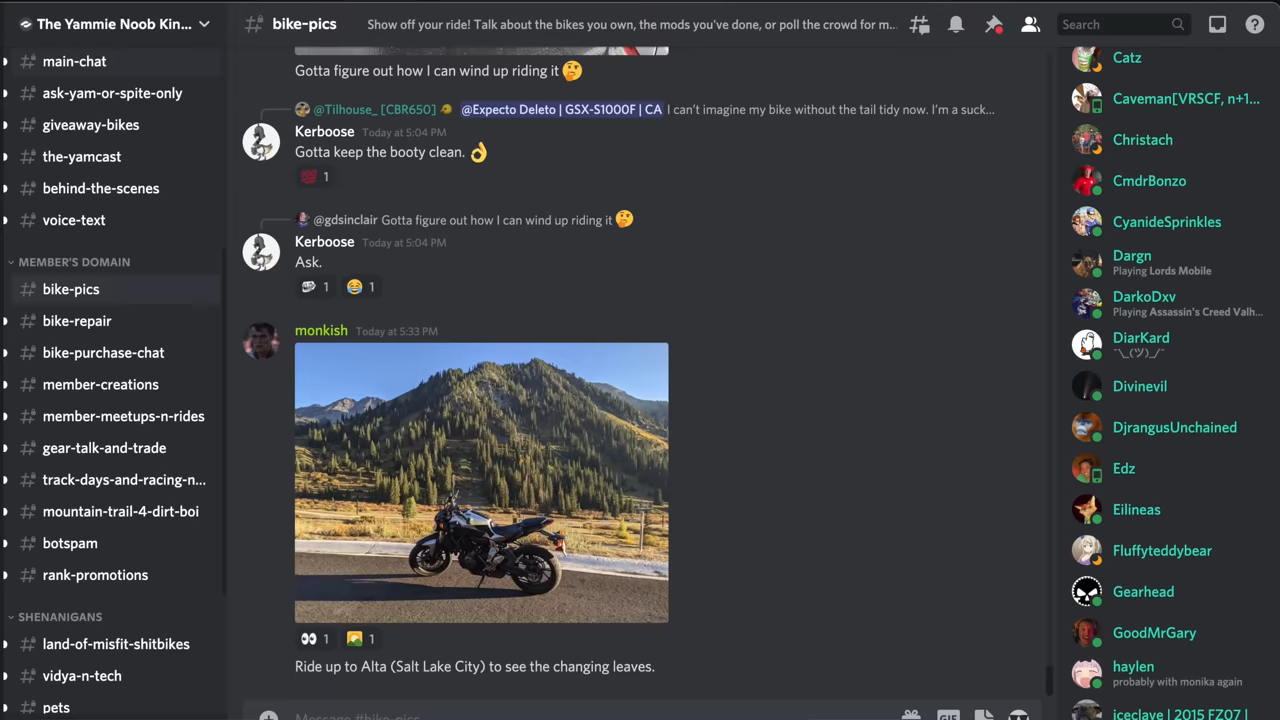 The Yammie Noob Kin...
bike-pics
Show off your ride! Talk about the bikes you own, the mods you've done, or poll the crowd for m...
Search
main-chat
ask-yam-or-spite-only
giveaway-bikes
the-yamcast
behind-the-scenes
voice-text
MEMBER'S DOMAIN
bike-pics
bike-repair
bike-purchase-chat
member-creations
member-meetups-n-rides
gear-talk-and-trade
track-days-and-racing-n...
mountain-trail-4-dirt-boi
botspam
rank-promotions
SHENANIGANS
land-of-misfit-shitbikes
vidya-n-tech
pets
Gotta figure out how I can wind up riding it 🤔
@Tilhouse_ [CBR650] @Expecto Deleto | GSX-S1000F | CA I can't imagine my bike without the tail tidy now. I'm a suck...
Kerboose Today at 5:04 PM
Gotta keep the booty clean. 👌
💯 1
@gdsinclair Gotta figure out how I can wind up riding it 🤔
Kerboose Today at 5:04 PM
Ask.
1 😂 1
monkish Today at 5:33 PM
👀 1 1
Ride up to Alta (Salt Lake City) to see the changing leaves.
Message #bike-pics
GIF
Catz
Caveman[VRSCF, n+1...
Christach
CmdrBonzo
CyanideSprinkles
Dargn
Playing Lords Mobile
DarkoDxv
Playing Assassin's Creed Valh...
DiarKard
¯\_(ツ)_/¯
Divinevil
DjrangusUnchained
Edz
Eilineas
Fluffyteddybear
Gearhead
GoodMrGary
haylen
probably with monika again
iceclave | 2015 FZ07 |